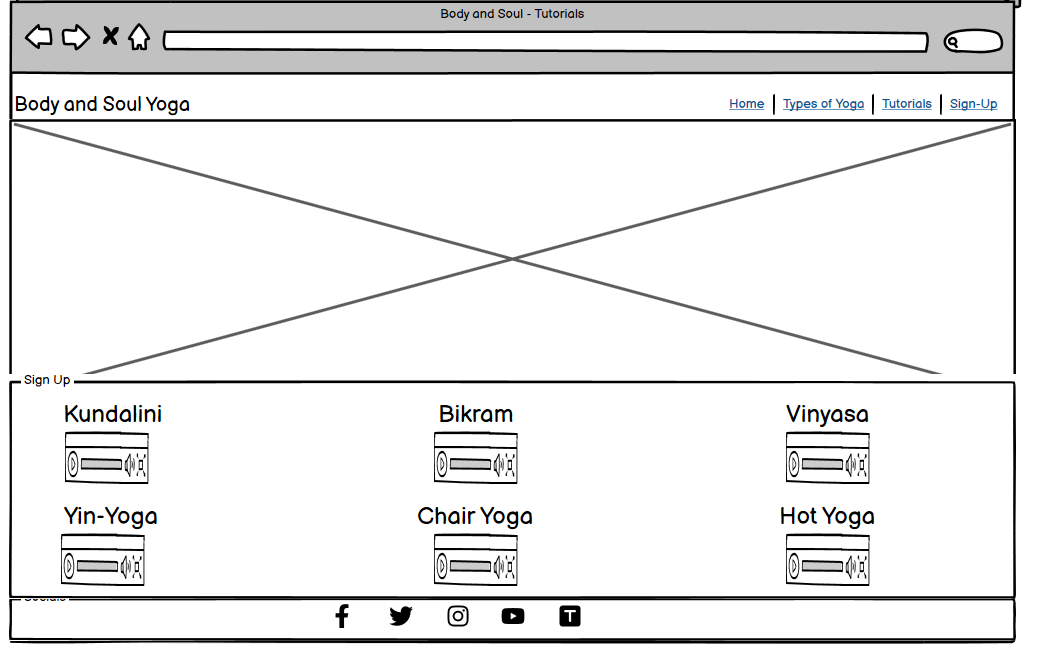 Body and Soul - Tutorials
Body and Soul Yoga
Home Types of Yoga Tutorials Sign-Up
Sign Up
Kundalini Bikram Vinyasa
Yin-Yoga Chair Yoga Hot Yoga
Socials
T